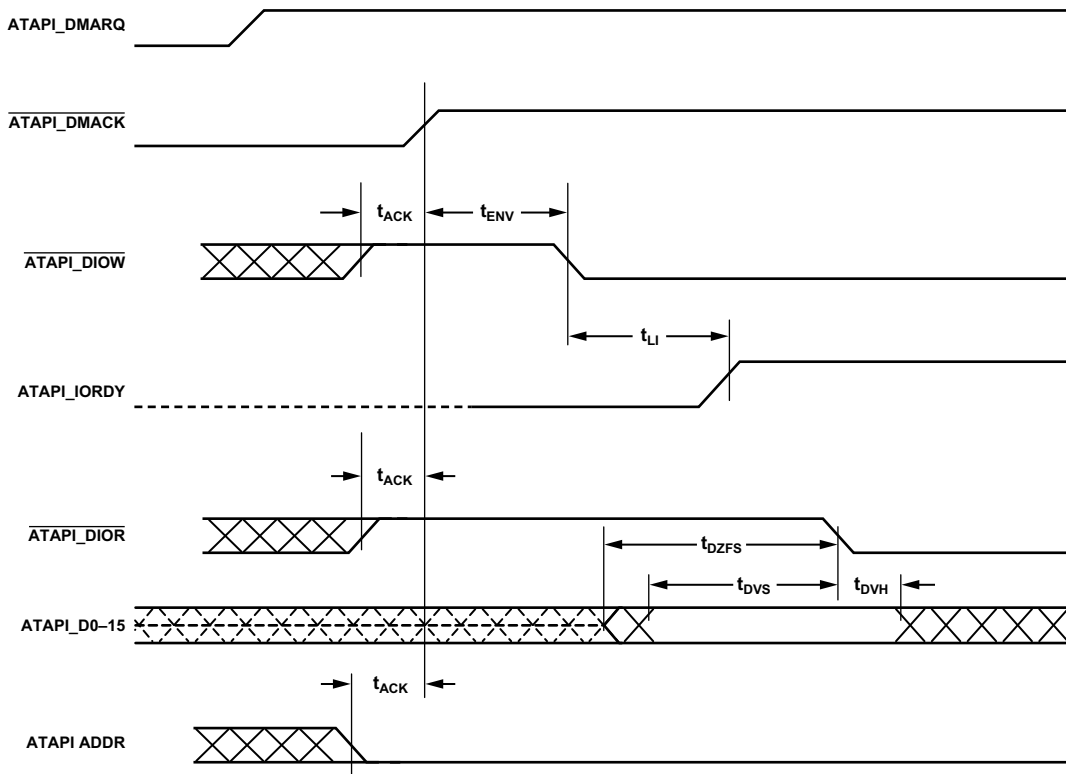 ATAPI_DMARQ
ATAPI_DMACK
tACK
tENV
ATAPI_DIOW
tLI
ATAPI_IORDY
tACK
ATAPI_DIOR
tDZFS
tDVS
tDVH
ATAPI_D0–15
tACK
ATAPI ADDR